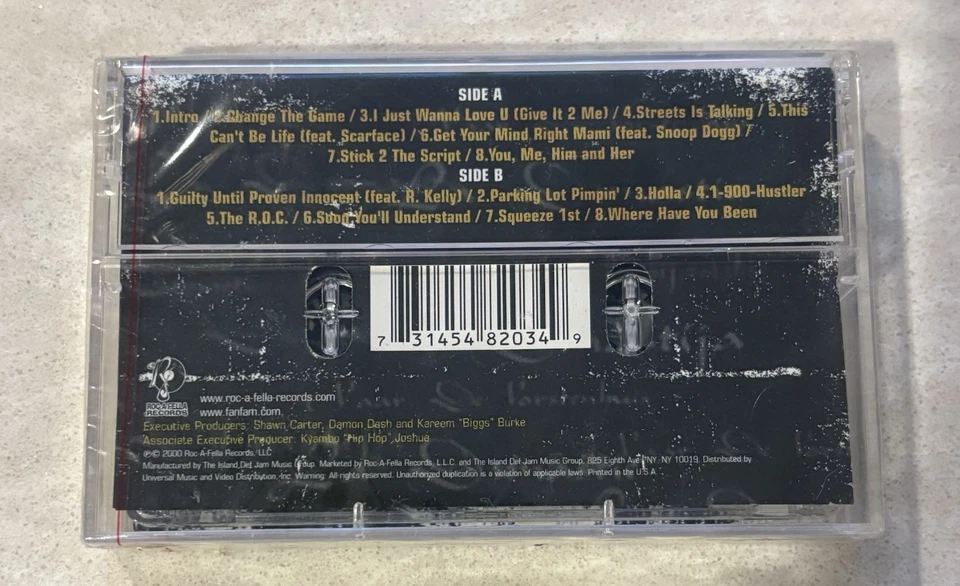 SIDE A
1.Intro / 2.Change The Game / 3.I Just Wanna Love U (Give It 2 Me) / 4.Streets Is Talking / 5.This
Can't Be Life (feat. Scarface) / 6.Get Your Mind Right Mami (feat. Snoop Dogg) /
7.Stick 2 The Script / 8.You, Me, Him and Her
SIDE B
1.Guilty Until Proven Innocent (feat. R. Kelly) / 2.Parking Lot Pimpin' / 3.Holla / 4.1-900-Hustler
5.The R.O.C. / 6.Soon You'll Understand / 7.Squeeze 1st / 8.Where Have You Been
7 31454 82034 9
ROC-A-FELLA
RECORDS
www.roc-a-fella-records.com
www.fanfam.com
Executive Producers: Shawn Carter, Damon Dash and Kareem "Biggs" Burke
Associate Executive Producer: Kyambo "Hip Hop" Joshua
℗© 2000 Roc-A-Fella Records, LLC
Manufactured by The Island Def Jam Music Group. Marketed by Roc-A-Fella Records, L.L.C. and The Island Def Jam Music Group, 825 Eighth Ave, NY, NY 10019. Distributed by
Universal Music and Video Distribution, Inc. Warning: All rights reserved. Unauthorized duplication is a violation of applicable laws. Printed in the U.S.A.